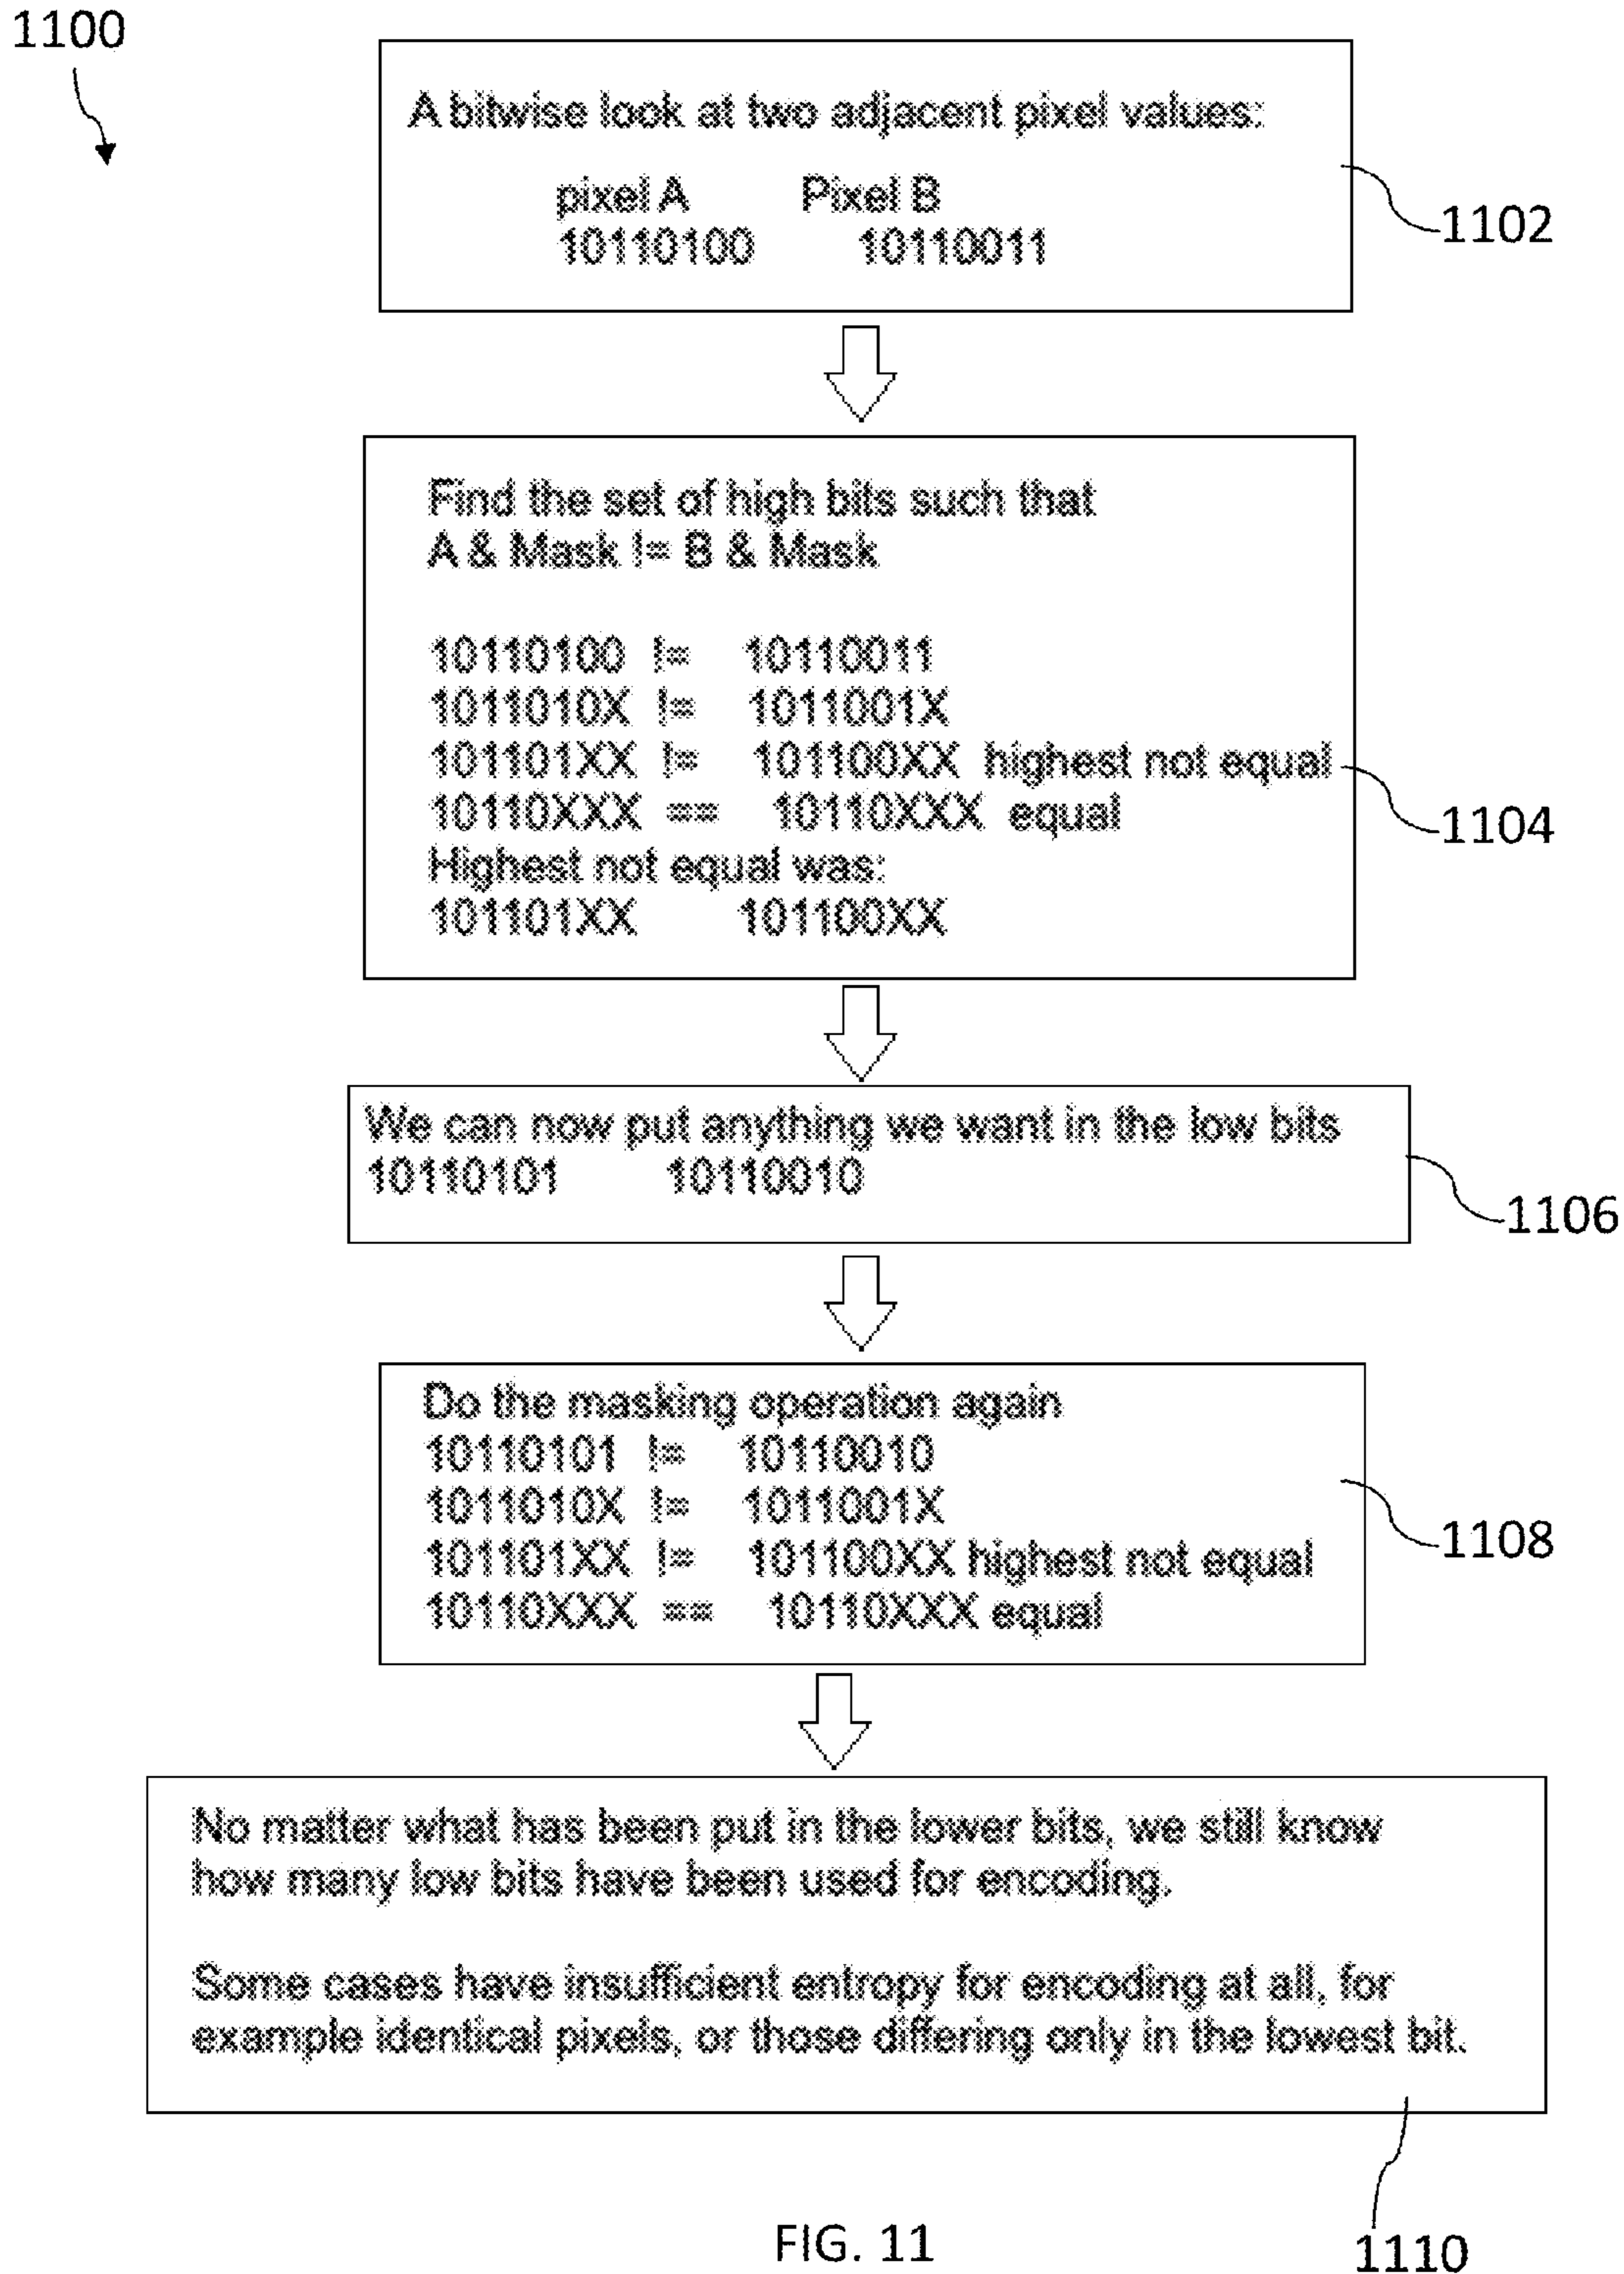 1100
A bitwise look at two adjacent pixel values:
pixel A Pixel B
10110100 10110011
1102
Find the set of high bits such that
A & Mask != B & Mask
10110100 != 10110011
1011010X != 1011001X
101101XX != 101100XX highest not equal
10110XXX == 10110XXX equal
1104
Highest not equal was:
101101XX 101100XX
We can now put anything we want in the low bits
10110101 10110010
1106
Do the masking operation again
10110101 != 10110010
1011010X != 1011001X
101101XX != 101100XX highest not equal
10110XXX == 10110XXX equal
1108
No matter what has been put in the lower bits, we still know
how many low bits have been used for encoding.
Some cases have insufficient entropy for encoding at all, for
example identical pixels, or those differing only in the lowest bit.
1110
FIG. 11